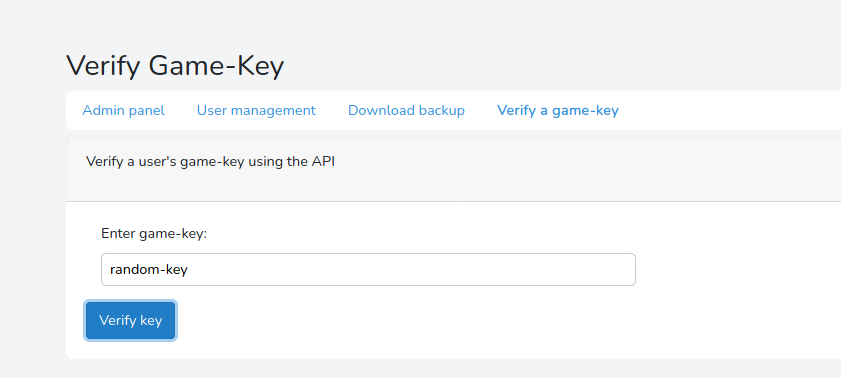 Verify Game-Key
Admin panel User management Download backup Verify a game-key
Verify a user's game-key using the API
Enter game-key:
random-key
Verify key